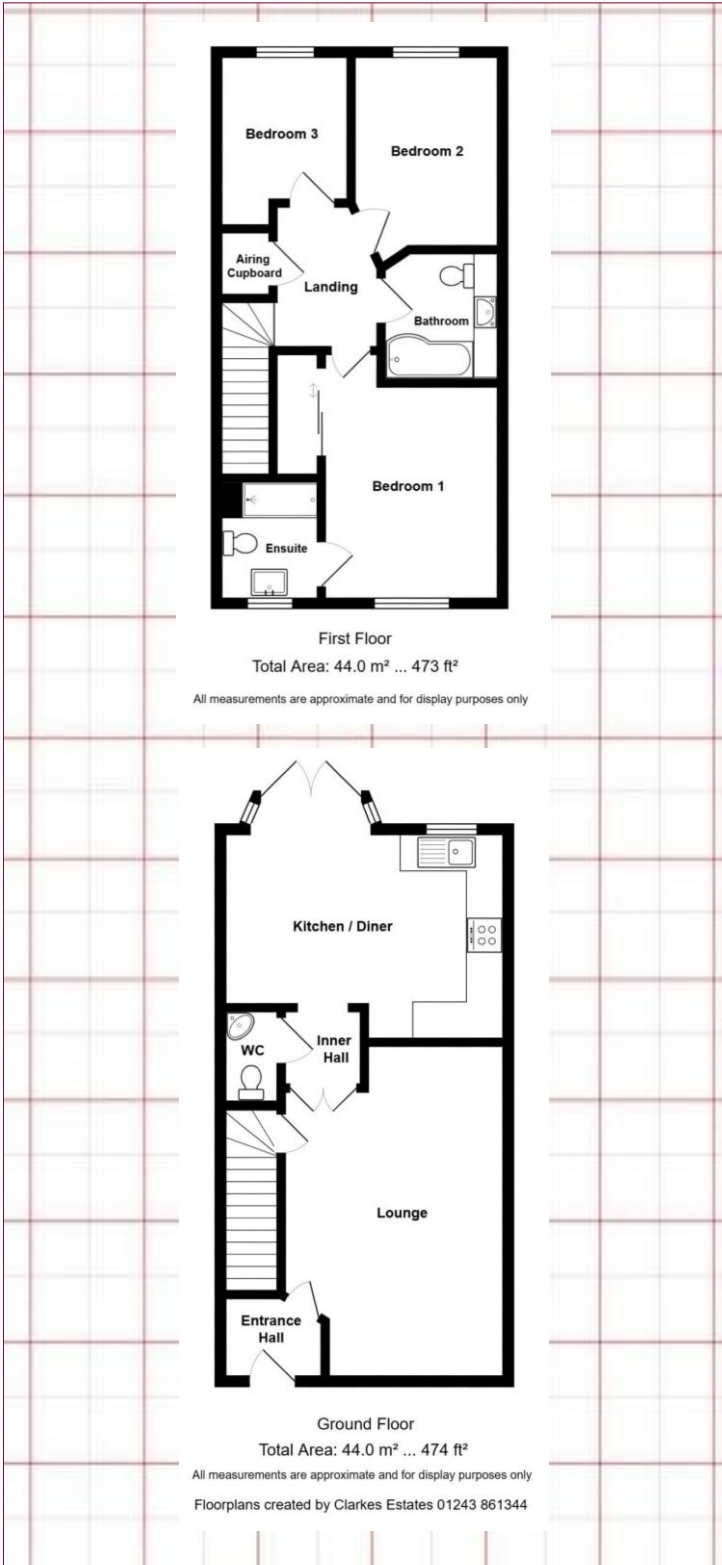 Bedroom 3
Bedroom 2
Airing
Cupboard
Landing
Bathroom
Bedroom 1
Ensuite
First Floor
Total Area: 44.0 m² ... 473 ft²
All measurements are approximate and for display purposes only
Kitchen / Diner
WC
Inner
Hall
Lounge
Entrance
Hall
Ground Floor
Total Area: 44.0 m² ... 474 ft²
All measurements are approximate and for display purposes only
Floorplans created by Clarkes Estates 01243 861344